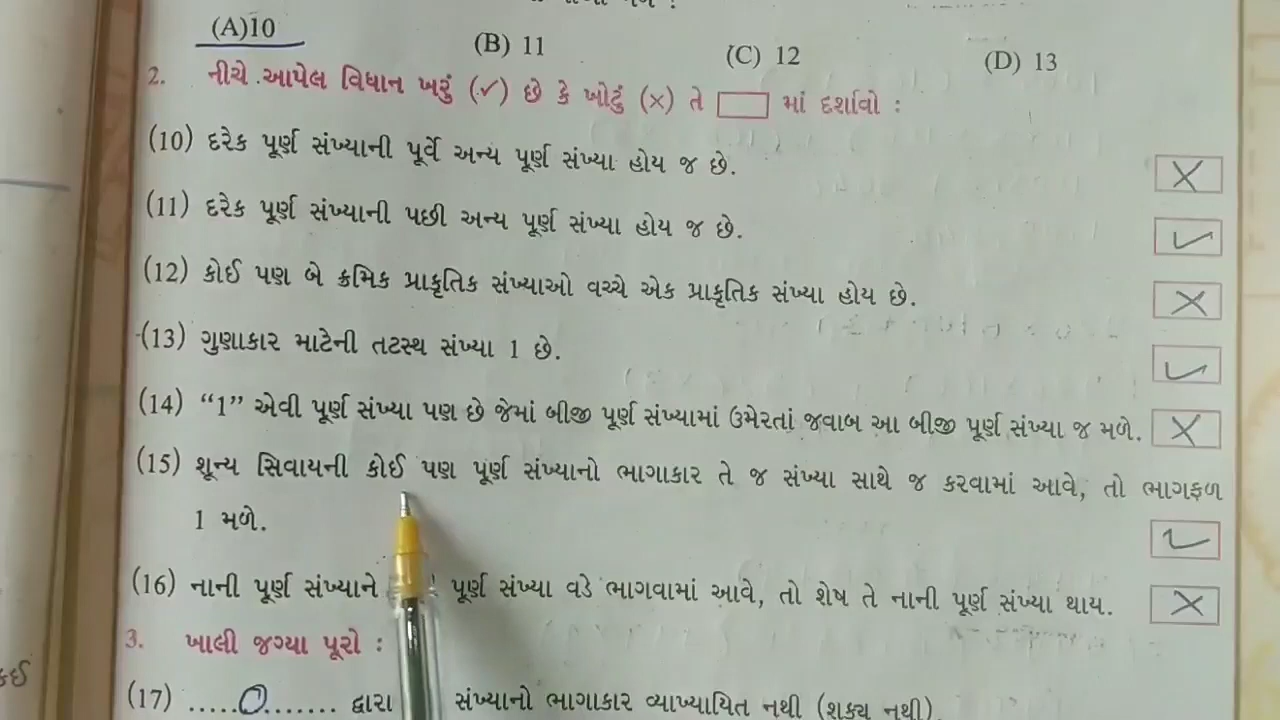 (A)10 (B) 11 (C) 12 (D) 13
2. નીચે આપેલ વિધાન ખરું (✓) છે કે ખોટું (×) તે માં દર્શાવો :
(10) દરેક પૂર્ણ સંખ્યાની પૂર્વે અન્ય પૂર્ણ સંખ્યા હોય જ છે. ×
(11) દરેક પૂર્ણ સંખ્યાની પછી અન્ય પૂર્ણ સંખ્યા હોય જ છે. ✓
(12) કોઈ પણ બે ક્રમિક પ્રાકૃતિક સંખ્યાઓ વચ્ચે એક પ્રાકૃતિક સંખ્યા હોય છે. ×
(13) ગુણાકાર માટેની તટસ્થ સંખ્યા 1 છે. ✓
(14) “1” એવી પૂર્ણ સંખ્યા પણ છે જેમાં બીજી પૂર્ણ સંખ્યામાં ઉમેરતાં જવાબ આ બીજી પૂર્ણ સંખ્યા જ મળે. ×
(15) શૂન્ય સિવાયની કોઈ પણ પૂર્ણ સંખ્યાનો ભાગાકાર તે જ સંખ્યા સાથે જ કરવામાં આવે, તો ભાગફળ
1 મળે. ✓
(16) નાની પૂર્ણ સંખ્યાને પૂર્ણ સંખ્યા વડે ભાગવામાં આવે, તો શેષ તે નાની પૂર્ણ સંખ્યા થાય. ×
3. ખાલી જગ્યા પૂરો :
(17) .....0....... દ્વારા સંખ્યાનો ભાગાકાર વ્યાખ્યાયિત નથી (શક્ય નથી).